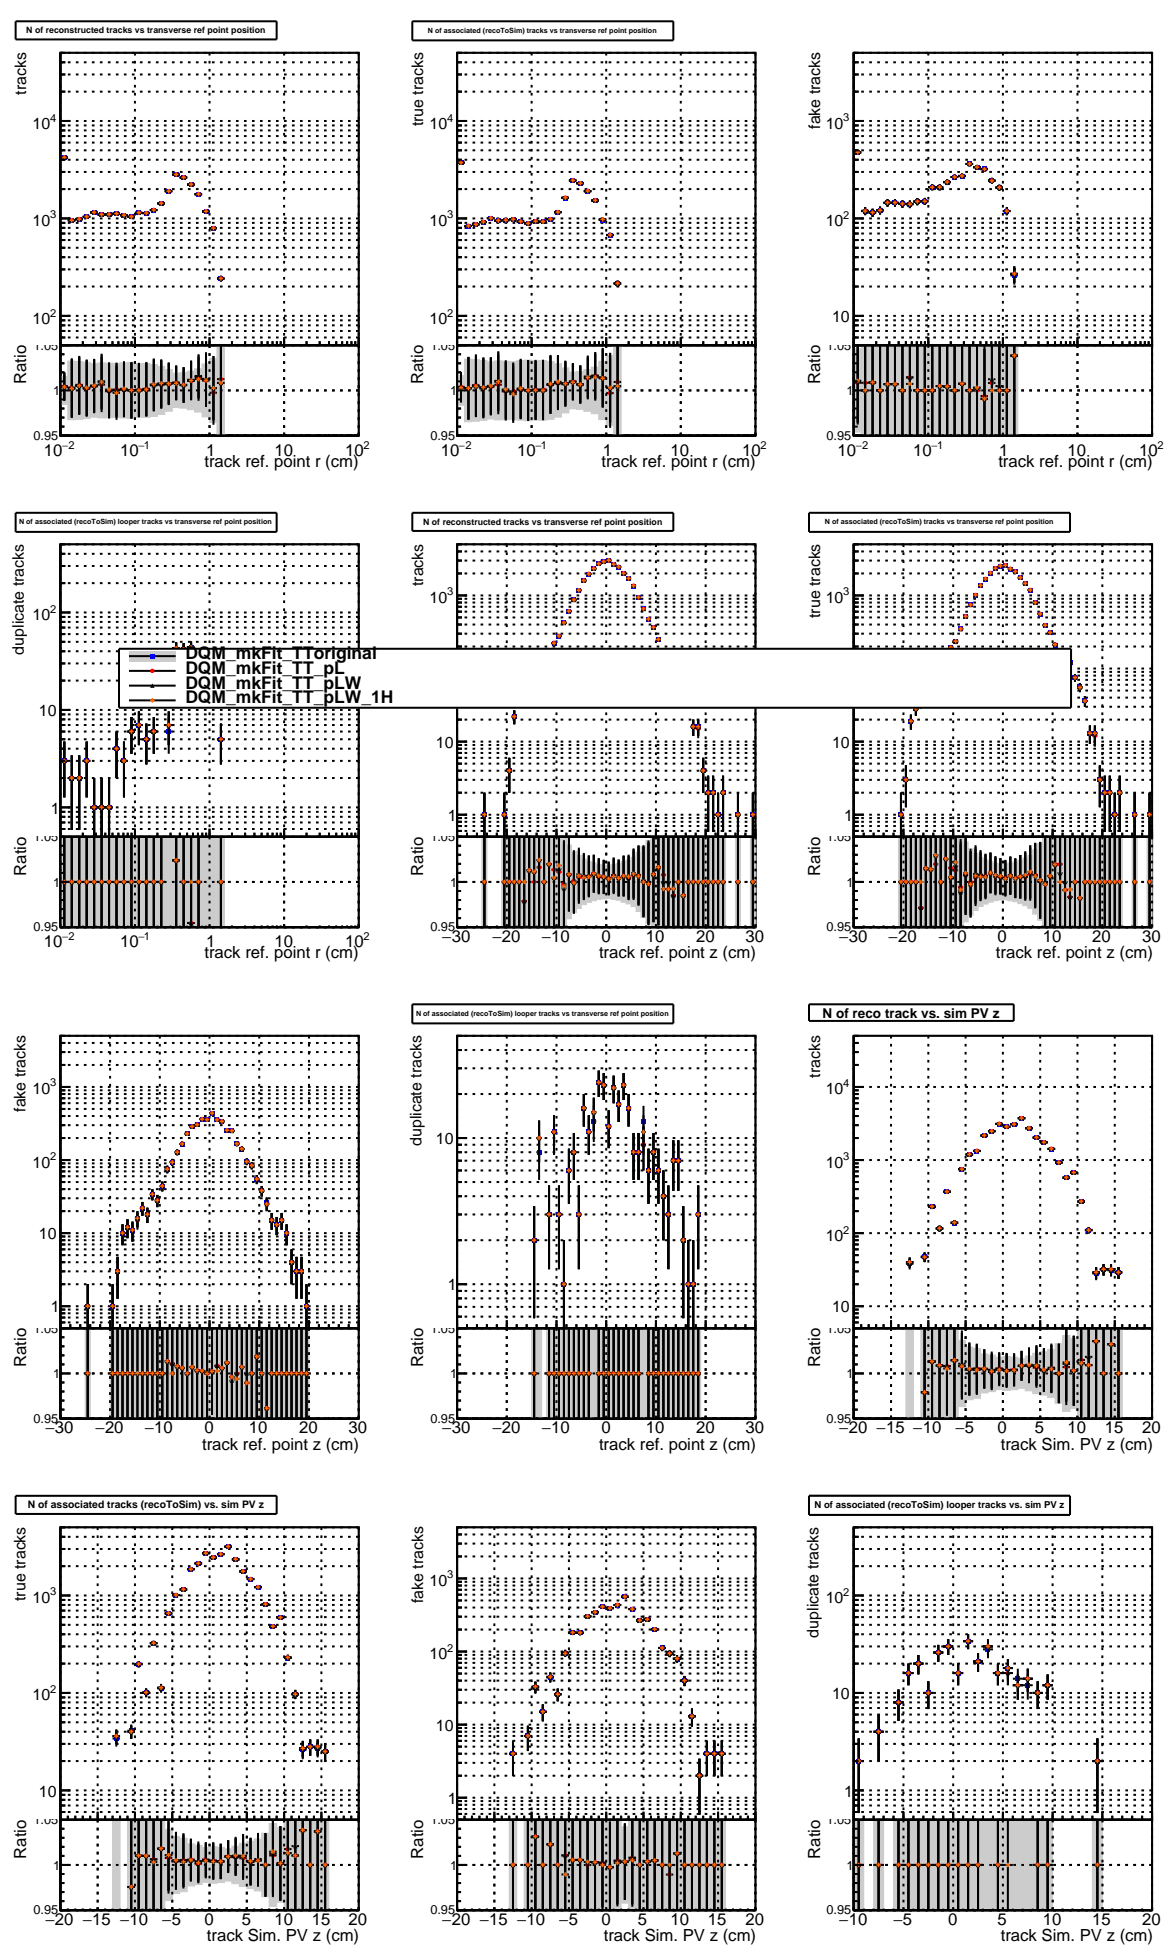 N of reconstructed tracks vs transverse ref point position
tracks
10^4
10^3
10^2
Ratio
1.05
1
0.95
10^−2 10^−1 1 10 10^2
track ref. point r (cm)
N of associated (recoToSim) tracks vs transverse ref point position
true tracks
10^4
10^3
10^2
Ratio
1.05
1
0.95
10^−2 10^−1 1 10 10^2
track ref. point r (cm)
fake tracks
10^3
10^2
10
Ratio
1.05
1
0.95
10^−2 10^−1 1 10 10^2
track ref. point r (cm)
N of associated (recoToSim) looper tracks vs transverse ref point position
duplicate tracks
10^2
10
1
Ratio
1.05
1
0.95
10^−2 10^−1 1 10 10^2
track ref. point r (cm)
N of reconstructed tracks vs transverse ref point position
tracks
10^3
10
1
Ratio
1.05
1
0.95
−30 −20 −10 0 10 20 30
track ref. point z (cm)
N of associated (recoToSim) tracks vs transverse ref point position
true tracks
10^3
10
1
Ratio
1.05
1
0.95
−30 −20 −10 0 10 20 30
track ref. point z (cm)
DQM_mkFit_TToriginal
DQM_mkFit_TT_pL
DQM_mkFit_TT_pLW
DQM_mkFit_TT_pLW_1H
fake tracks
10^3
10^2
10
1
Ratio
1.05
1
0.95
−30 −20 −10 0 10 20 30
track ref. point z (cm)
N of associated (recoToSim) looper tracks vs transverse ref point position
duplicate tracks
10
1
Ratio
1.05
1
0.95
−30 −20 −10 0 10 20 30
track ref. point z (cm)
N of reco track vs. sim PV z
tracks
10^4
10^3
10^2
10
Ratio
1.05
1
0.95
−20 −15 −10 −5 0 5 10 15 20
track Sim. PV z (cm)
N of associated tracks (recoToSim) vs. sim PV z
true tracks
10^3
10^2
10
Ratio
1.05
1
0.95
−20 −15 −10 −5 0 5 10 15 20
track Sim. PV z (cm)
fake tracks
10^3
10^2
10
1
Ratio
1.05
1
0.95
−20 −15 −10 −5 0 5 10 15 20
track Sim. PV z (cm)
N of associated (recoToSim) looper tracks vs. sim PV z
duplicate tracks
10^2
10
1
Ratio
1.05
1
0.95
−10 −5 0 5 10 15 20
track Sim. PV z (cm)